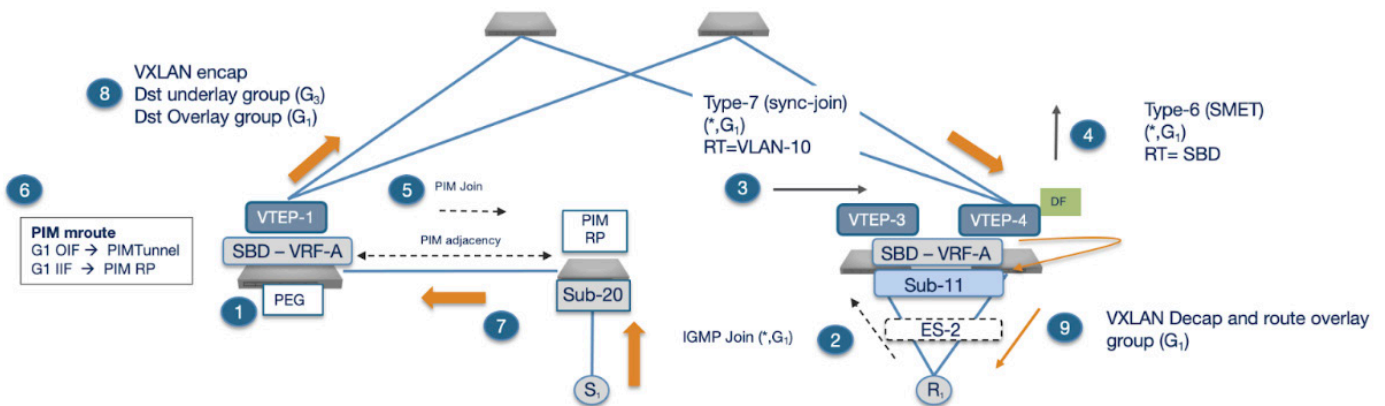 8
VXLAN encap
Dst underlay group (G₃)
Dst Overlay group (G₁)
Type-7 (sync-join)
(*,G₁)
RT=VLAN-10
4
Type-6 (SMET)
(*,G₁)
RT= SBD
6
5
PIM Join
3
DF
PIM mroute
G1 OIF → PIMTunnel
G1 IIF → PIM RP
VTEP-1
SBD – VRF-A
PIM adjacency
PIM
RP
VTEP-3
VTEP-4
SBD – VRF-A
1
PEG
7
Sub-20
Sub-11
IGMP Join (*,G₁)
2
ES-2
9
VXLAN Decap and route overlay
group (G₁)
S₁
R₁